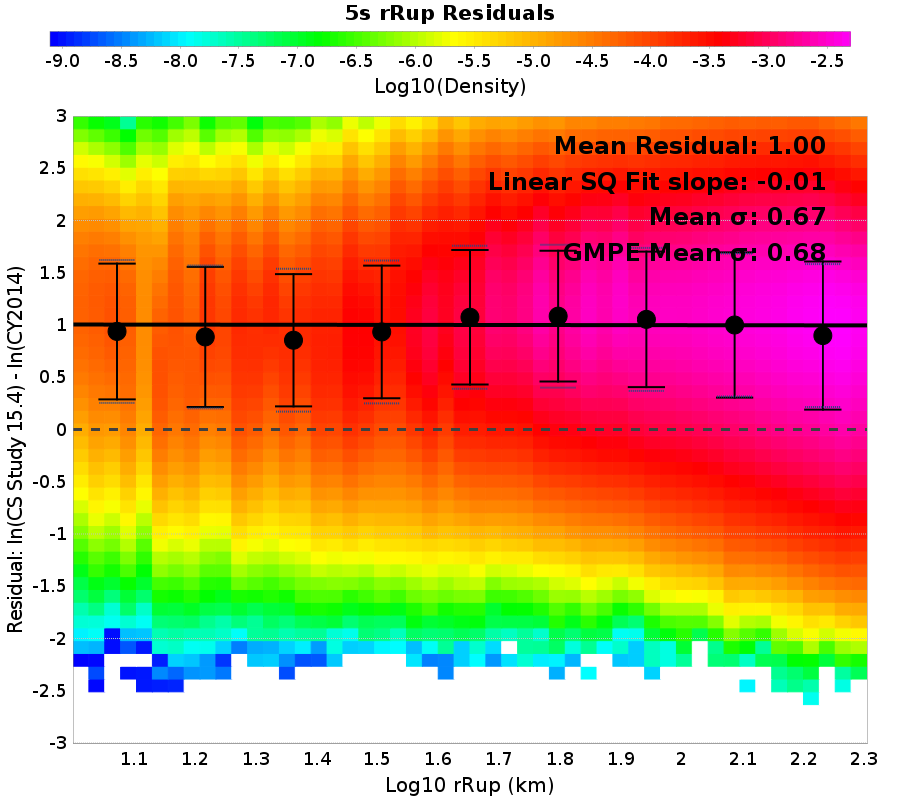 5s rRup Residuals
-9.0 -8.5 -8.0 -7.5 -7.0 -6.5 -6.0 -5.5 -5.0 -4.5 -4.0 -3.5 -3.0 -2.5
Log10(Density)
Mean Residual: 1.00
Linear SQ Fit slope: -0.01
Mean σ: 0.67
GMPE Mean σ: 0.68
Residual: ln(CS Study 15.4) - ln(CY2014)
3
2.5
2
1.5
1
0.5
0
-0.5
-1
-1.5
-2
-2.5
-3
1.1 1.2 1.3 1.4 1.5 1.6 1.7 1.8 1.9 2 2.1 2.2 2.3
Log10 rRup (km)